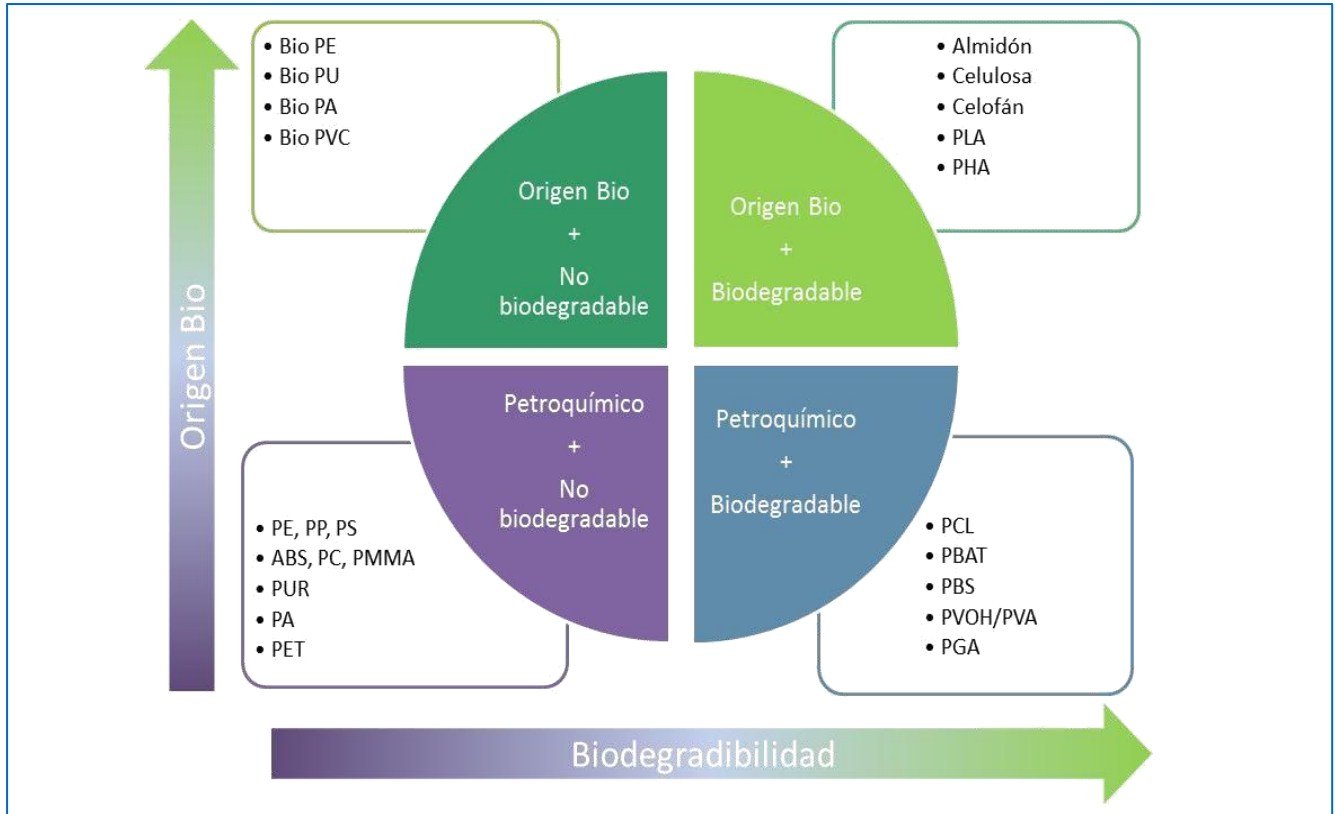 • Bio PE
• Bio PU
• Bio PA
• Bio PVC
• Almidón
• Celulosa
• Celofán
• PLA
• PHA
Origen Bio
+
No
biodegradable
Origen Bio
+
Biodegradable
Origen Bio
Petroquímico
+
No
biodegradable
Petroquímico
+
Biodegradable
• PE, PP, PS
• ABS, PC, PMMA
• PUR
• PA
• PET
• PCL
• PBAT
• PBS
• PVOH/PVA
• PGA
Biodegradibilidad